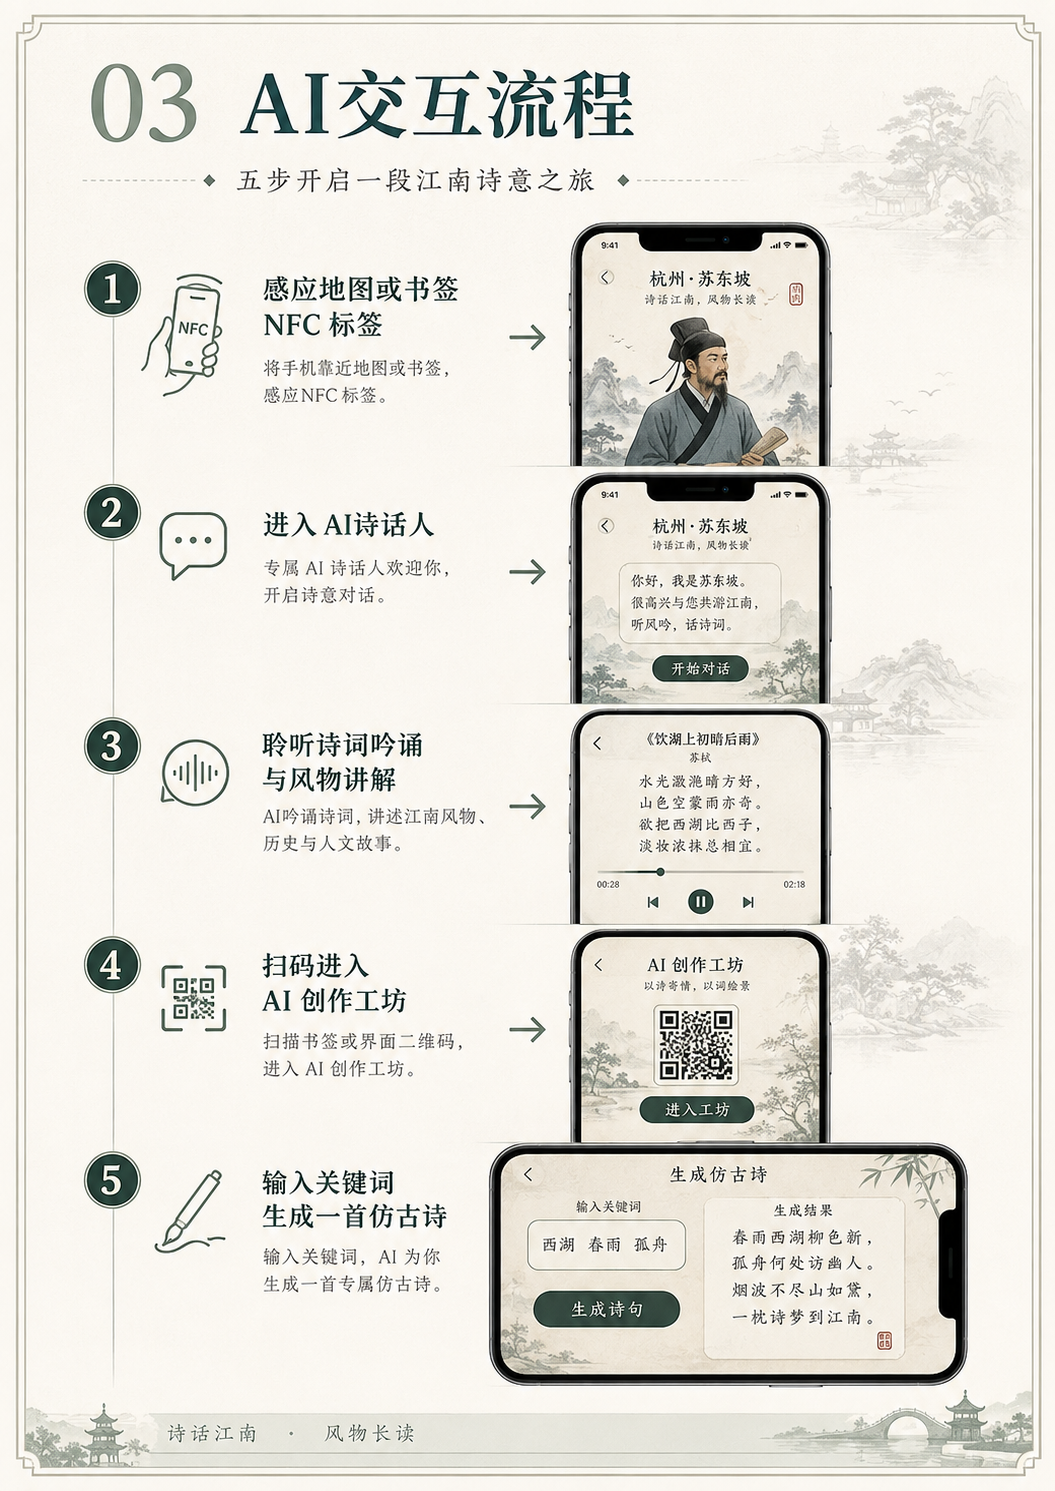 03 AI交互流程
五步开启一段江南诗意之旅
1
NFC
感应地图或书签
NFC 标签
将手机靠近地图或书签，
感应NFC 标签。
9:41
杭州·苏东坡
诗话江南，风物长读
2
进入 AI诗话人
专属 AI 诗话人欢迎你，
开启诗意对话。
9:41
杭州·苏东坡
诗话江南，风物长读
你好，我是苏东坡。
很高兴与您共游江南，
听风吟，话诗词。
开始对话
3
聆听诗词吟诵
与风物讲解
AI吟诵诗词，讲述江南风物、
历史与人文故事。
《饮湖上初晴后雨》
苏轼
水光潋滟晴方好，
山色空蒙雨亦奇。
欲把西湖比西子，
淡妆浓抹总相宜。
00:28
02:18
4
扫码进入
AI 创作工坊
扫描书签或界面二维码，
进入 AI 创作工坊。
AI 创作工坊
以诗寄情，以词绘景
进入工坊
5
输入关键词
生成一首仿古诗
输入关键词，AI 为你
生成一首专属仿古诗。
生成仿古诗
输入关键词
西湖 春雨 孤舟
生成诗句
生成结果
春雨西湖柳色新，
孤舟何处访幽人。
烟波不尽山如黛，
一枕诗梦到江南。
诗话江南 · 风物长读